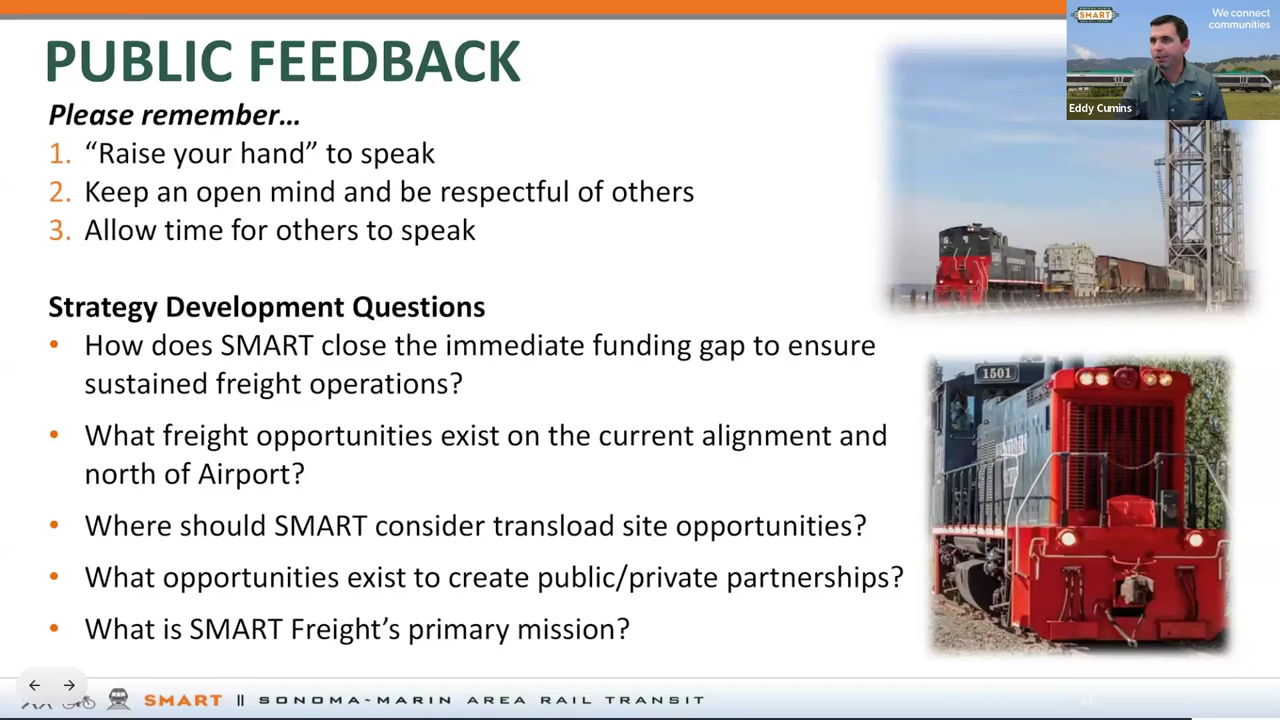 PUBLIC FEEDBACK
Please remember…
1. “Raise your hand” to speak
2. Keep an open mind and be respectful of others
3. Allow time for others to speak
Strategy Development Questions
• How does SMART close the immediate funding gap to ensure
sustained freight operations?
• What freight opportunities exist on the current alignment and
north of Airport?
• Where should SMART consider transload site opportunities?
• What opportunities exist to create public/private partnerships?
• What is SMART Freight’s primary mission?
SMART || SONOMA-MARIN AREA RAIL TRANSIT
SMART
We connect
communities
Eddy Cumins
1501